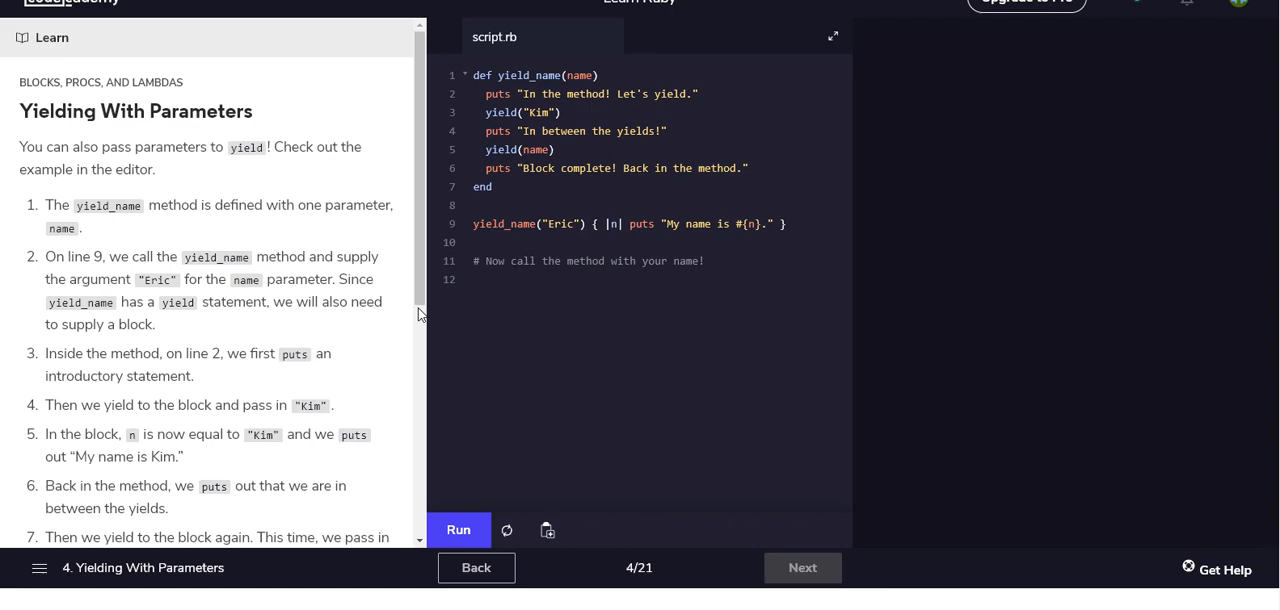 Learn
BLOCKS, PROCS, AND LAMBDAS
Yielding With Parameters
You can also pass parameters to yield! Check out the
example in the editor.
1. The yield_name method is defined with one parameter,
name.
2. On line 9, we call the yield_name method and supply
the argument "Eric" for the name parameter. Since
yield_name has a yield statement, we will also need
to supply a block.
3. Inside the method, on line 2, we first puts an
introductory statement.
4. Then we yield to the block and pass in "Kim".
5. In the block, n is now equal to "Kim" and we puts
out “My name is Kim.”
6. Back in the method, we puts out that we are in
between the yields.
7. Then we yield to the block again. This time, we pass in
script.rb
1 def yield_name(name)
2 puts "In the method! Let's yield."
3 yield("Kim")
4 puts "In between the yields!"
5 yield(name)
6 puts "Block complete! Back in the method."
7 end
8
9 yield_name("Eric") { |n| puts "My name is #{n}." }
10
11 # Now call the method with your name!
12
Run
4. Yielding With Parameters
Back
4/21
Next
Get Help